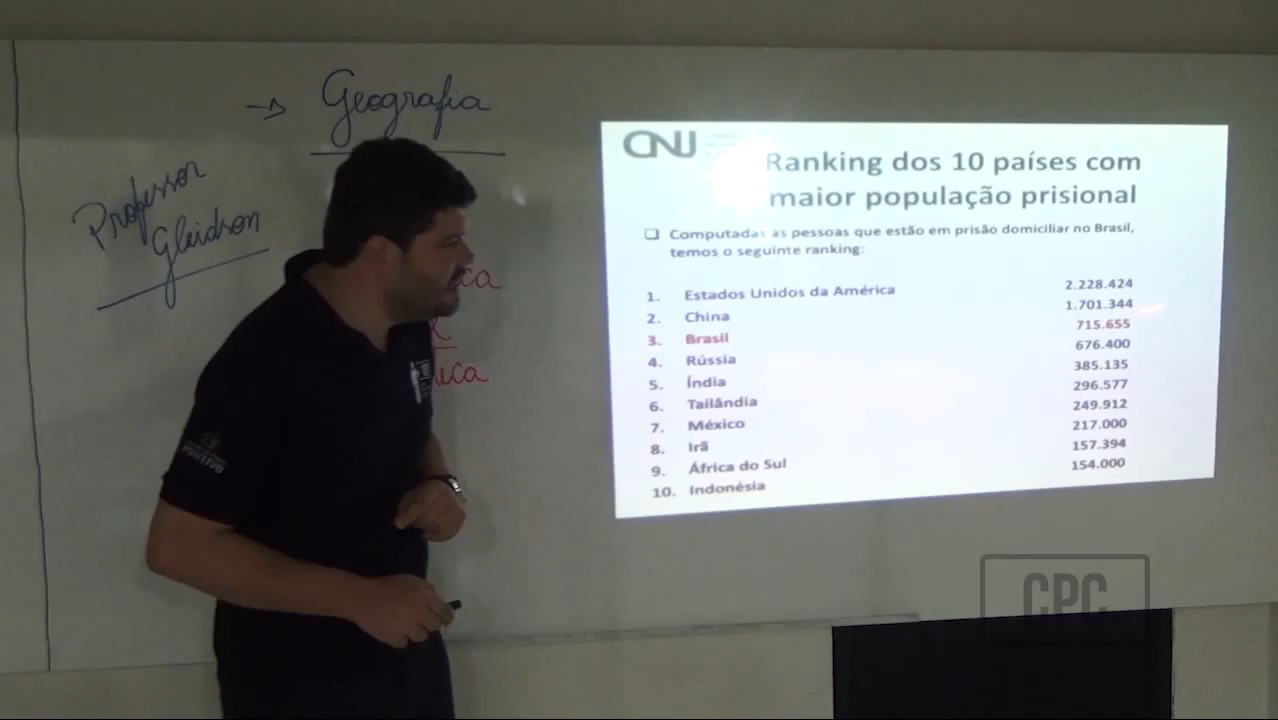 → Geografia
Professor
Gleidson
CNJ
Ranking dos 10 países com
maior população prisional
❑ Computadas as pessoas que estão em prisão domiciliar no Brasil,
temos o seguinte ranking:
1. Estados Unidos da América 2.228.424
2. China 1.701.344
3. Brasil 715.655
4. Rússia 676.400
5. Índia 385.135
6. Tailândia 296.577
7. México 249.912
8. Irã 217.000
9. África do Sul 157.394
10. Indonésia 154.000
POSITIVO
CPC